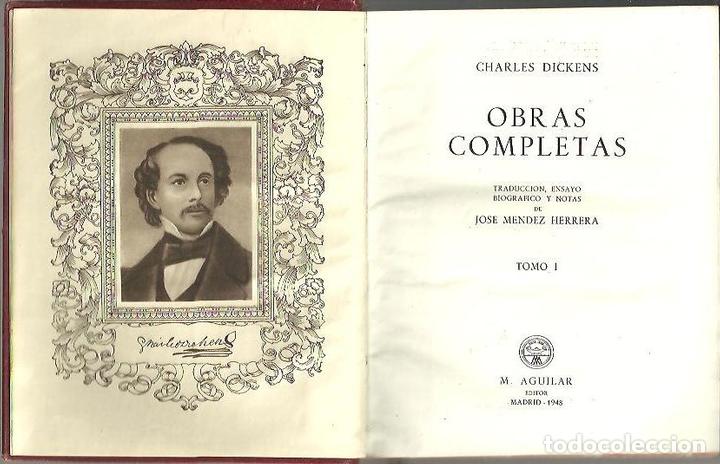 CHARLES DICKENS
OBRAS
COMPLETAS
TRADUCCION, ENSAYO
BIOGRAFICO Y NOTAS
DE
JOSE MENDEZ HERRERA
TOMO I
M. AGUILAR
EDITOR
MADRID - 1948
todocoleccion.net